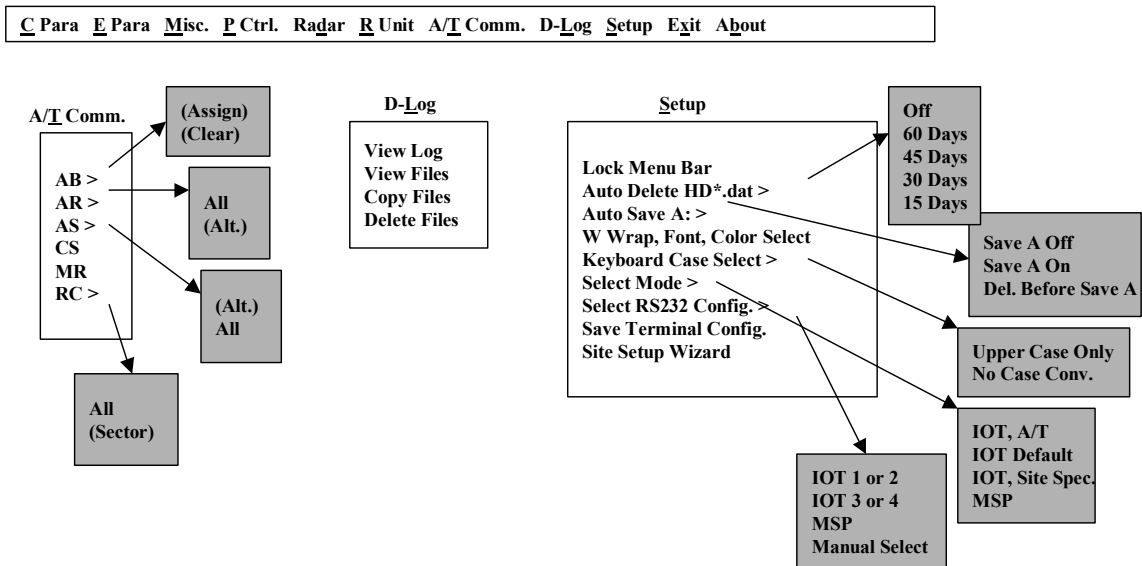 C Para E Para Misc. P Ctrl. Radar R Unit A/T Comm. D-Log Setup Exit About
A/T Comm.
AB >
AR >
AS >
CS
MR
RC >
(Assign)
(Clear)
All
(Alt.)
(Alt.)
All
All
(Sector)
D-Log
View Log
View Files
Copy Files
Delete Files
Setup
Lock Menu Bar
Auto Delete HD*.dat >
Auto Save A: >
W Wrap, Font, Color Select
Keyboard Case Select >
Select Mode >
Select RS232 Config. >
Save Terminal Config.
Site Setup Wizard
Off
60 Days
45 Days
30 Days
15 Days
Save A Off
Save A On
Del. Before Save A
Upper Case Only
No Case Conv.
IOT, A/T
IOT Default
IOT, Site Spec.
MSP
IOT 1 or 2
IOT 3 or 4
MSP
Manual Select